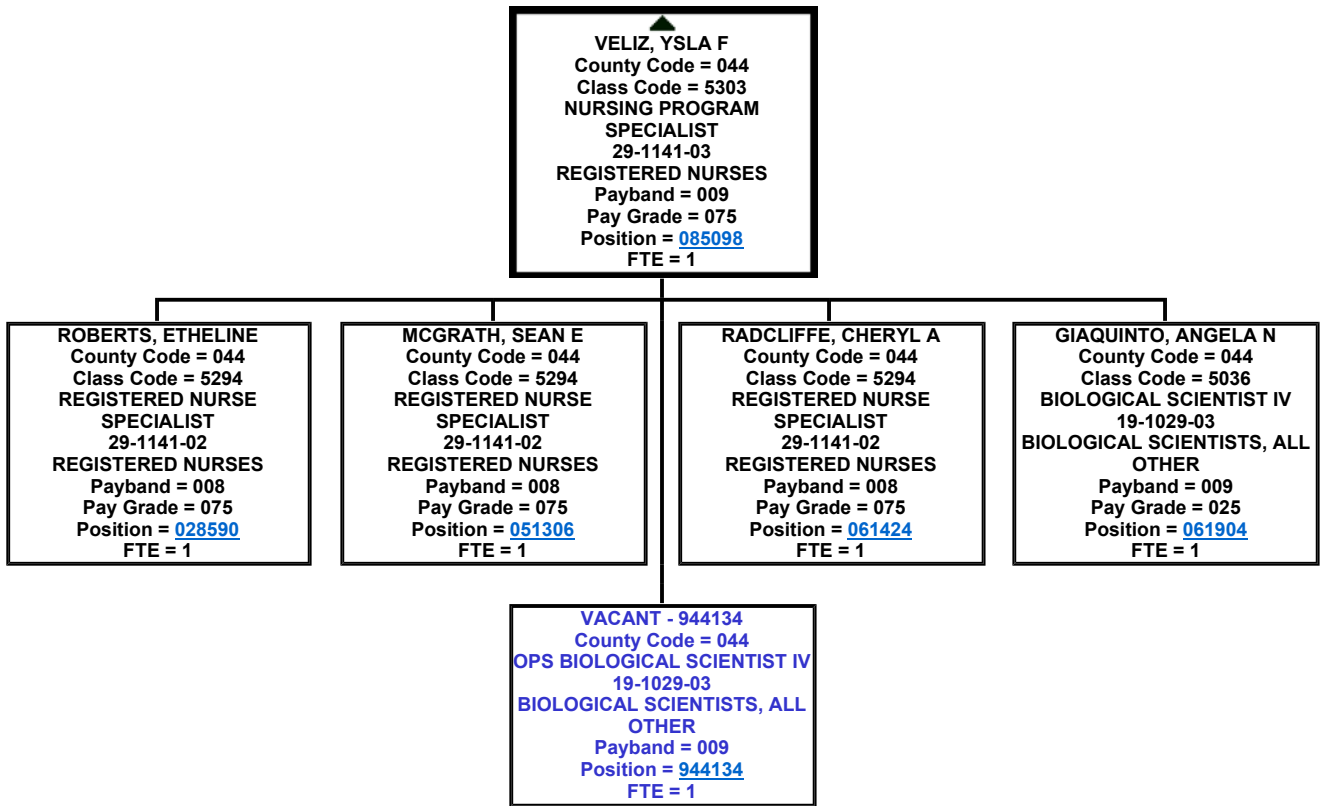 VELIZ, YSLA F
County Code = 044
Class Code = 5303
NURSING PROGRAM
SPECIALIST
29-1141-03
REGISTERED NURSES
Payband = 009
Pay Grade = 075
Position = 085098
FTE = 1
ROBERTS, ETHELINE
County Code = 044
Class Code = 5294
REGISTERED NURSE
SPECIALIST
29-1141-02
REGISTERED NURSES
Payband = 008
Pay Grade = 075
Position = 028590
FTE = 1
MCGRATH, SEAN E
County Code = 044
Class Code = 5294
REGISTERED NURSE
SPECIALIST
29-1141-02
REGISTERED NURSES
Payband = 008
Pay Grade = 075
Position = 051306
FTE = 1
RADCLIFFE, CHERYL A
County Code = 044
Class Code = 5294
REGISTERED NURSE
SPECIALIST
29-1141-02
REGISTERED NURSES
Payband = 008
Pay Grade = 075
Position = 061424
FTE = 1
GIAQUINTO, ANGELA N
County Code = 044
Class Code = 5036
BIOLOGICAL SCIENTIST IV
19-1029-03
BIOLOGICAL SCIENTISTS, ALL
OTHER
Payband = 009
Pay Grade = 025
Position = 061904
FTE = 1
VACANT - 944134
County Code = 044
OPS BIOLOGICAL SCIENTIST IV
19-1029-03
BIOLOGICAL SCIENTISTS, ALL
OTHER
Payband = 009
Position = 944134
FTE = 1